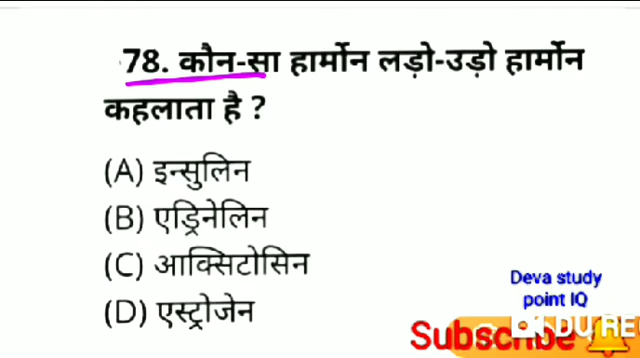 78. कौन-सा हार्मोन लड़ो-उड़ो हार्मोन
कहलाता है ?
(A) इन्सुलिन
(B) एड्रिनेलिन
(C) आक्सिटोसिन
(D) एस्ट्रोजेन
Deva study
point IQ
Subscribe